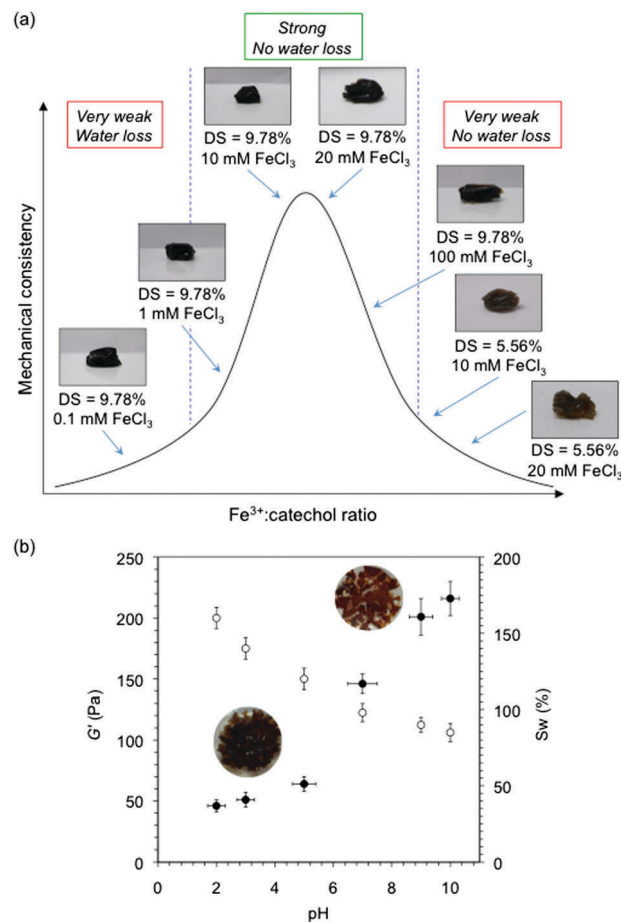 (a)
Strong
No water loss
Very weak
Water loss
Very weak
No water loss
DS = 9.78%
10 mM FeCl₃
DS = 9.78%
20 mM FeCl₃
DS = 9.78%
100 mM FeCl₃
DS = 9.78%
1 mM FeCl₃
DS = 5.56%
10 mM FeCl₃
DS = 9.78%
0.1 mM FeCl₃
DS = 5.56%
20 mM FeCl₃
Mechanical consistency
Fe³⁺:catechol ratio
(b)
250
200
150
100
50
0
G′ (Pa)
200
150
100
50
0
Sw (%)
0 2 4 6 8 10
pH